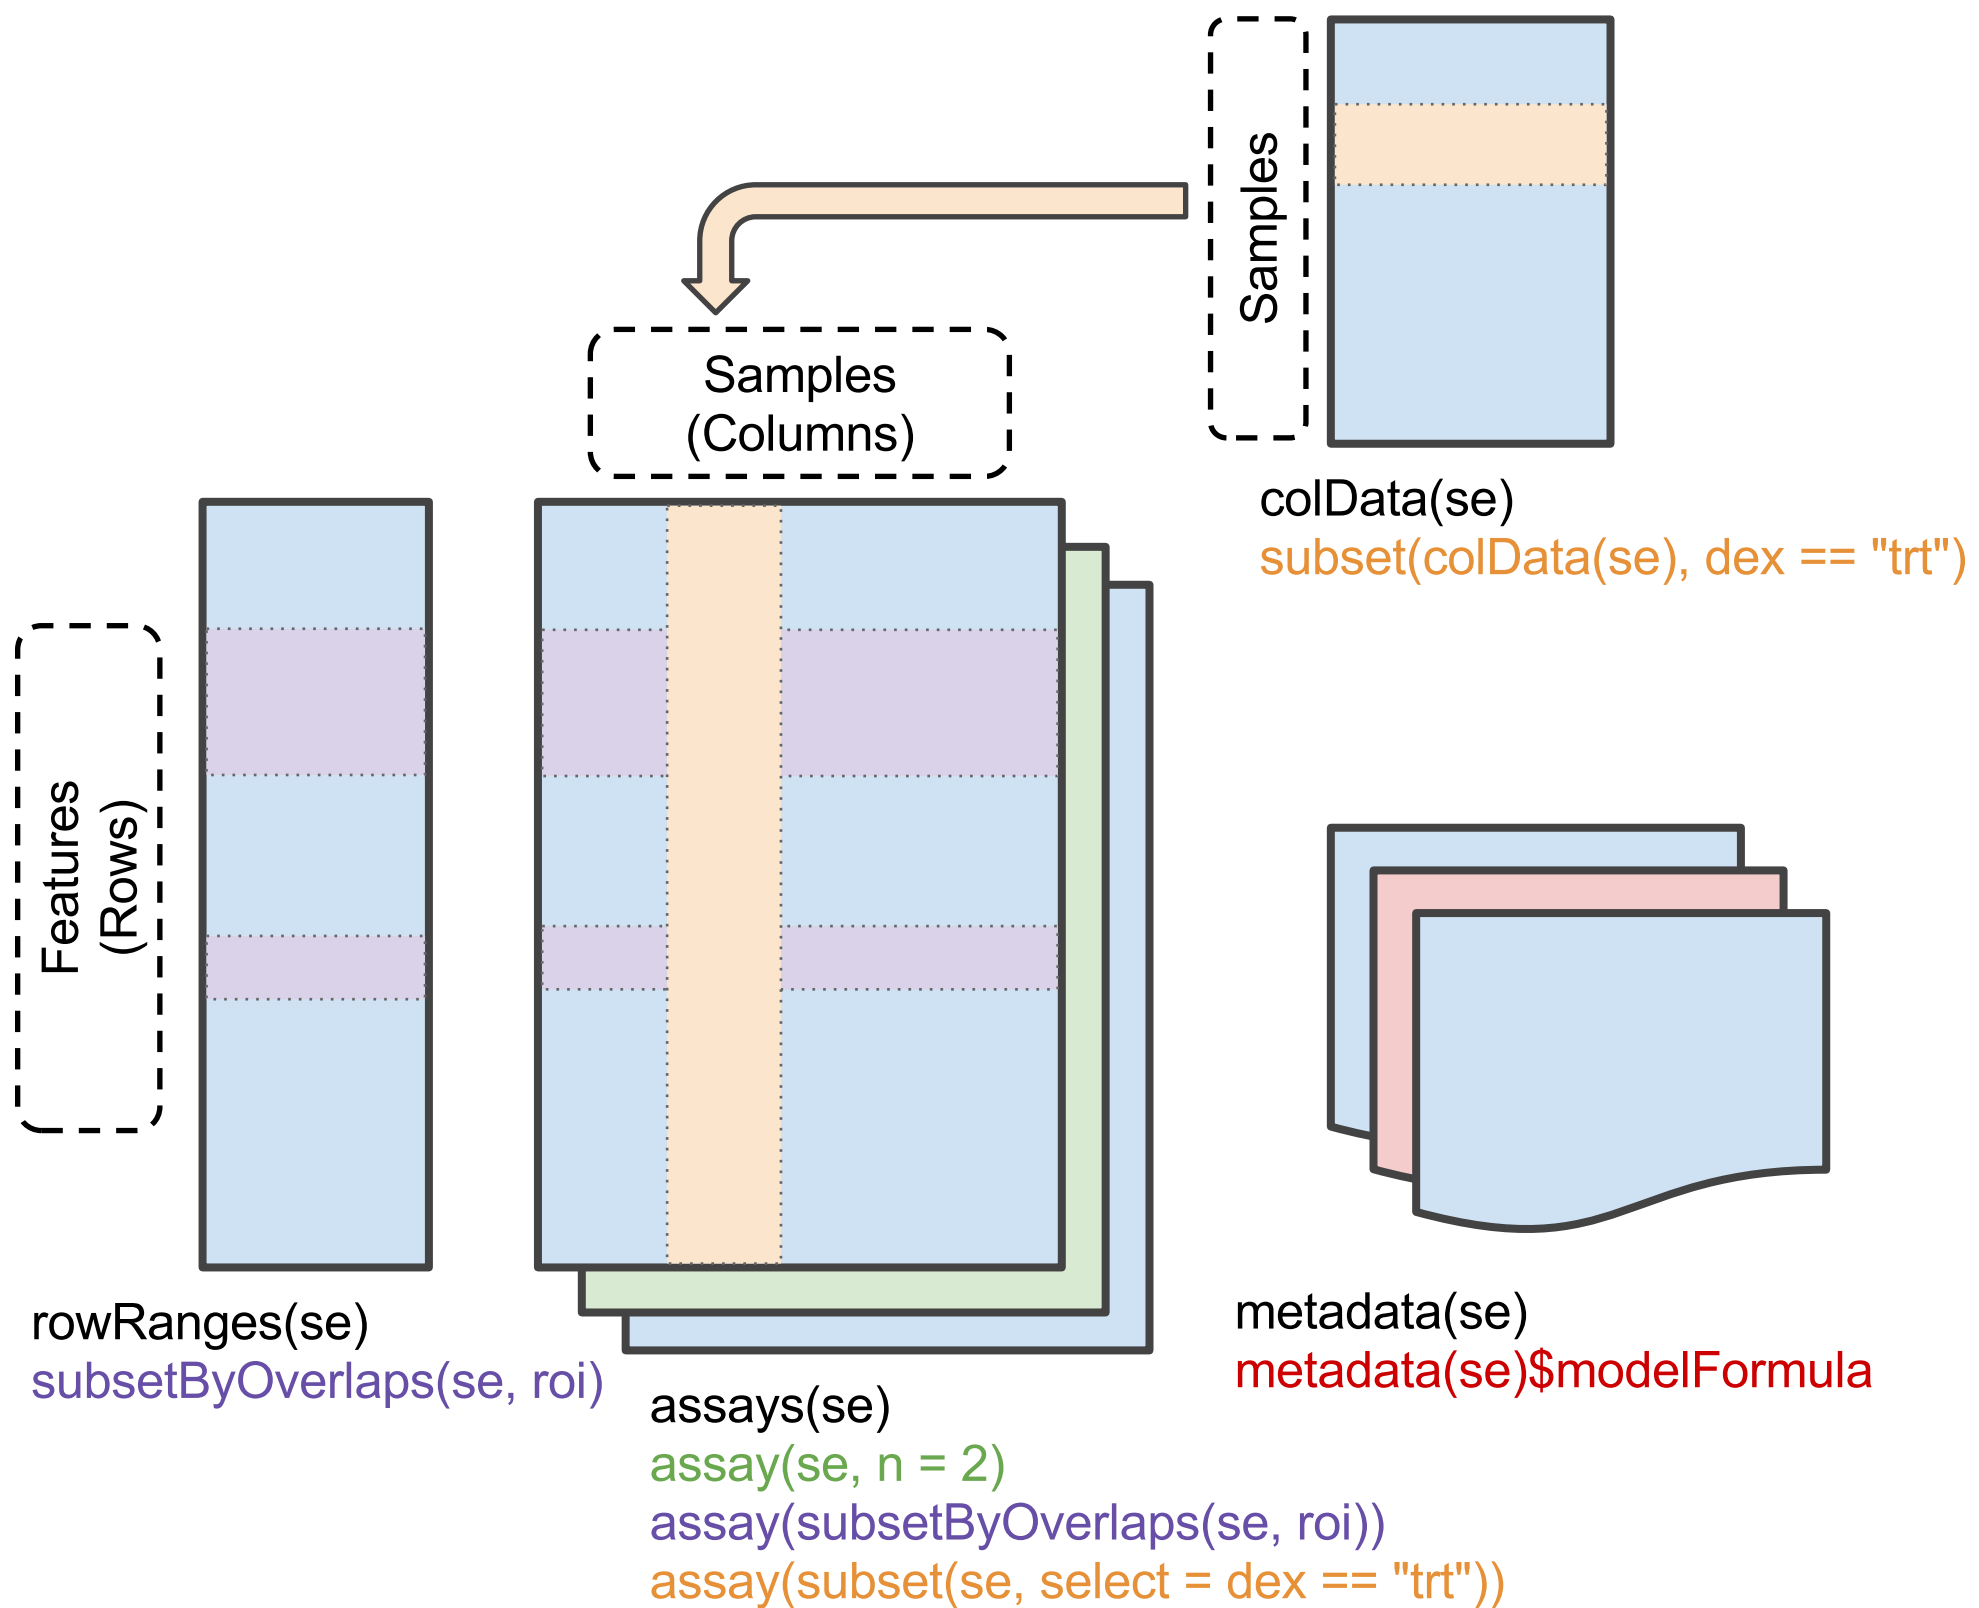 Samples
colData(se)
subset(colData(se), dex == "trt")
Samples
(Columns)
Features
(Rows)
rowRanges(se)
subsetByOverlaps(se, roi)
assays(se)
assay(se, n = 2)
assay(subsetByOverlaps(se, roi))
assay(subset(se, select = dex == "trt"))
metadata(se)
metadata(se)$modelFormula